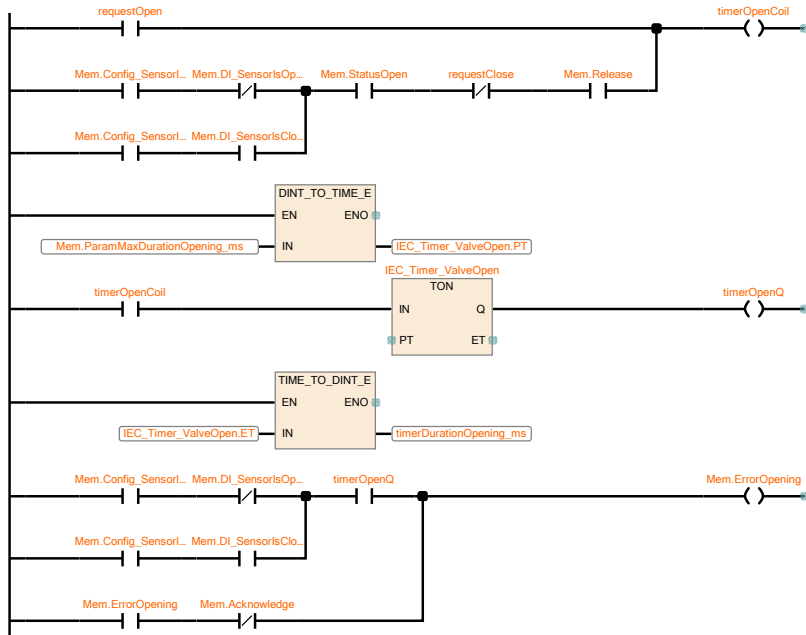 requestOpen
timerOpenCoil
Mem.Config_SensorI...
Mem.DI_SensorIsOp...
Mem.StatusOpen
requestClose
Mem.Release
Mem.Config_SensorI...
Mem.DI_SensorIsClo...
DINT_TO_TIME_E
EN
ENO
Mem.ParamMaxDurationOpening_ms
IN
IEC_Timer_ValveOpen.PT
IEC_Timer_ValveOpen
TON
timerOpenCoil
IN
Q
timerOpenQ
PT
ET
TIME_TO_DINT_E
EN
ENO
IEC_Timer_ValveOpen.ET
IN
timerDurationOpening_ms
Mem.Config_SensorI...
Mem.DI_SensorIsOp...
timerOpenQ
Mem.ErrorOpening
Mem.Config_SensorI...
Mem.DI_SensorIsClo...
Mem.ErrorOpening
Mem.Acknowledge